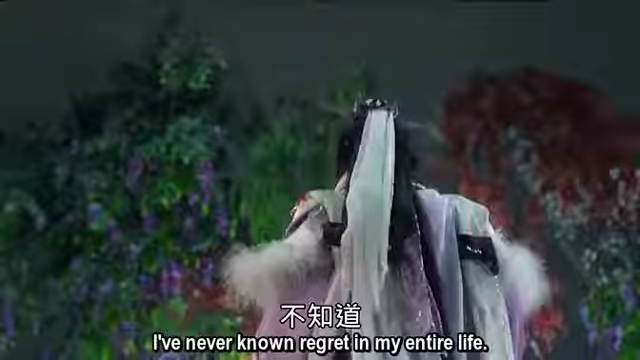 不知道
I've never known regret in my entire life.